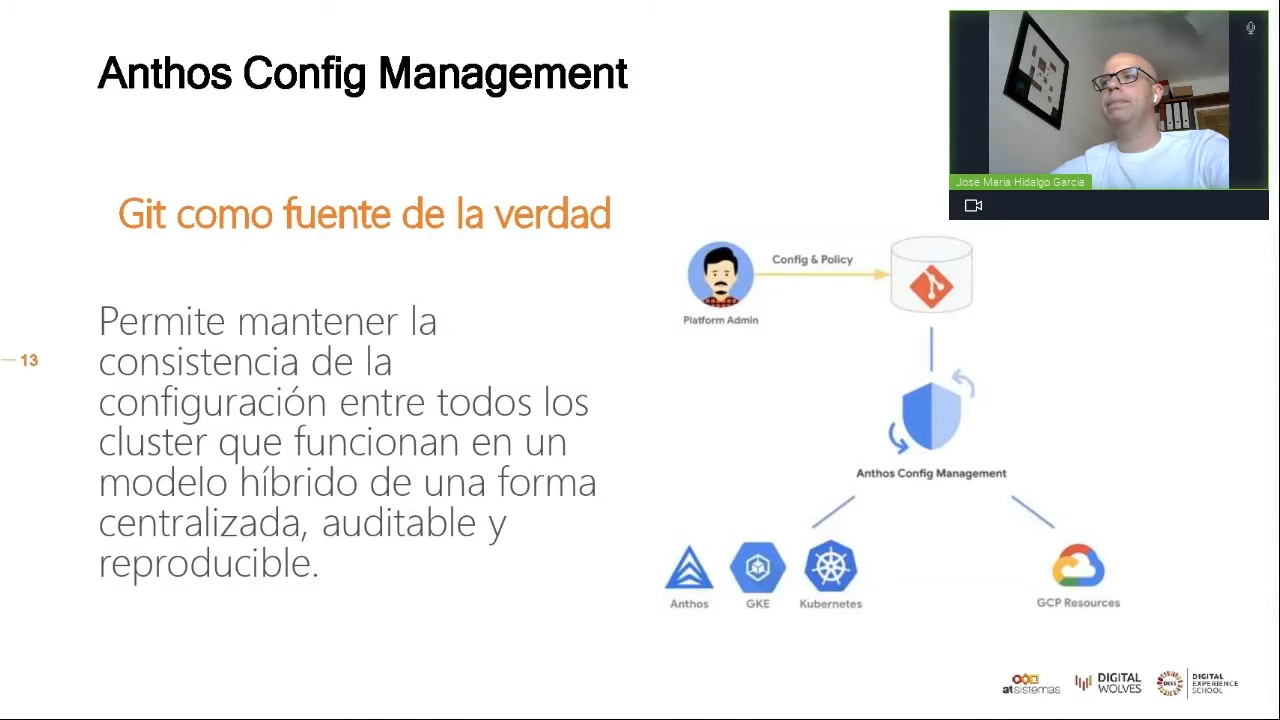 Anthos Config Management
Jose Maria Hidalgo Garcia
Git como fuente de la verdad
Config & Policy
Platform Admin
Permite mantener la
consistencia de la
configuración entre todos los
cluster que funcionan en un
modelo híbrido de una forma
centralizada, auditable y
reproducible.
13
Anthos Config Management
Anthos
GKE
Kubernetes
GCP Resources
atsistemas
DIGITAL
WOLVES
DEXS
DIGITAL
EXPERIENCE
SCHOOL